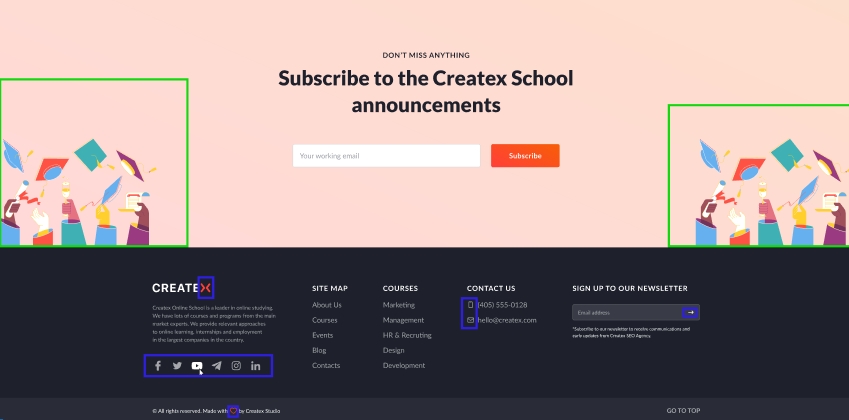 DON'T MISS ANYTHING
Subscribe to the Createx School
announcements
Your working email
Subscribe
CREATEX
Createx Online School is a leader in online studying.
We have lots of courses and programs from the main
market experts. We provide relevant approaches
to online learning, internships and employment
in the largest companies in the country.
SITE MAP
About Us
Courses
Events
Blog
Contacts
COURSES
Marketing
Management
HR & Recruting
Design
Development
CONTACT US
(405) 555-0128
hello@createx.com
SIGN UP TO OUR NEWSLETTER
Email address
*Subscribe to our newsletter to receive communications and
early updates from Createx SEO Agency.
© All rights reserved. Made with by Createx Studio
GO TO TOP